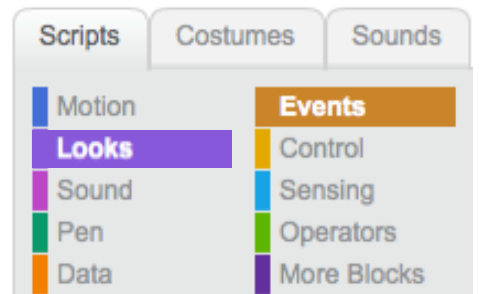 Scripts Costumes Sounds
Motion Events
Looks Control
Sound Sensing
Pen Operators
Data More Blocks